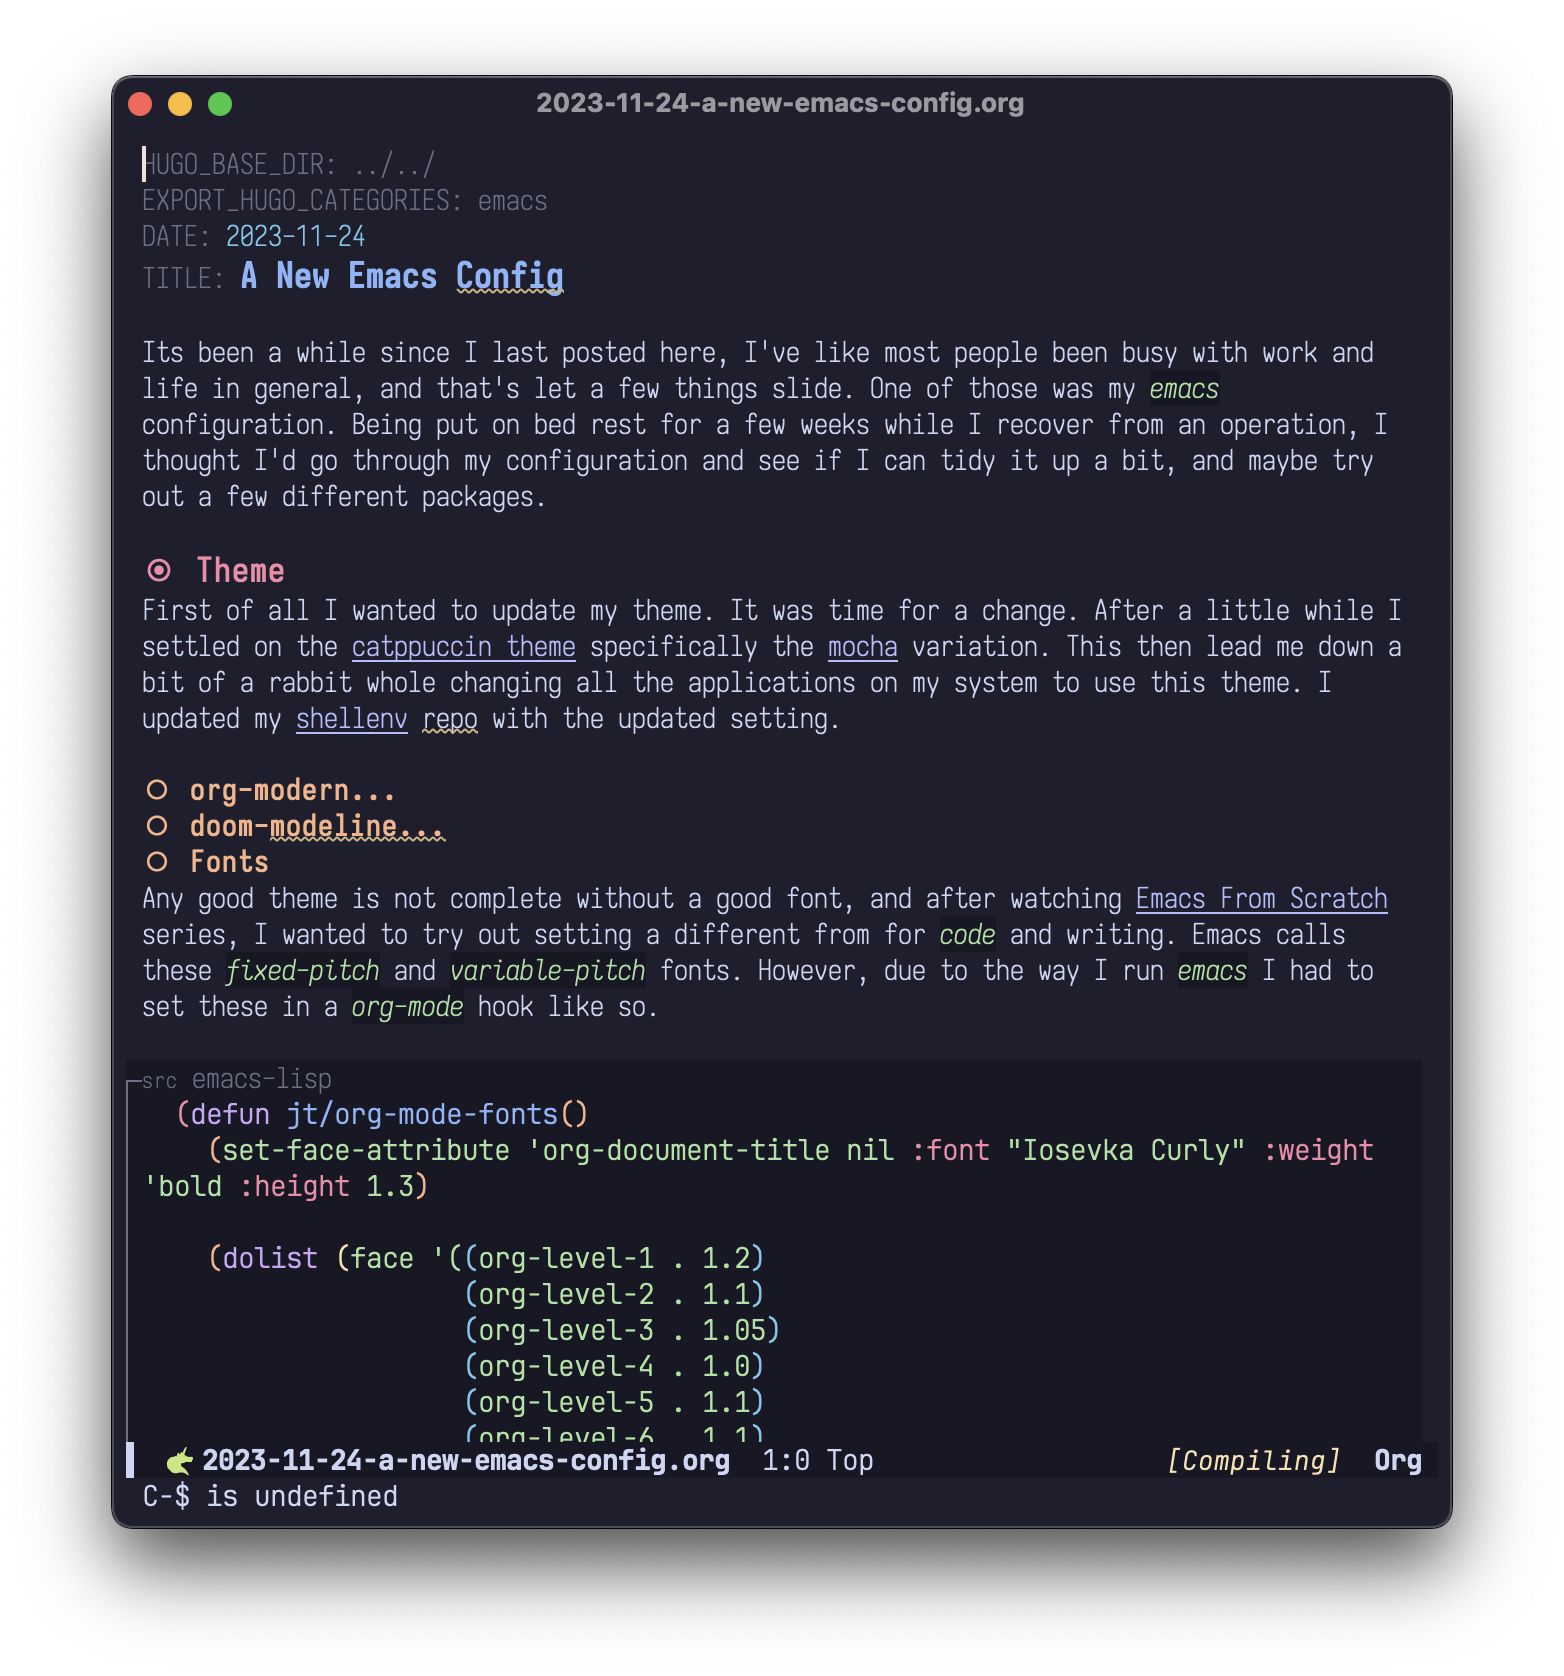 2023-11-24-a-new-emacs-config.org
HUGO_BASE_DIR: ../../
EXPORT_HUGO_CATEGORIES: emacs
DATE: 2023-11-24
TITLE: A New Emacs Config
Its been a while since I last posted here, I've like most people been busy with work and
life in general, and that's let a few things slide. One of those was my emacs
configuration. Being put on bed rest for a few weeks while I recover from an operation, I
thought I'd go through my configuration and see if I can tidy it up a bit, and maybe try
out a few different packages.
Theme
First of all I wanted to update my theme. It was time for a change. After a little while I
settled on the catppuccin theme specifically the mocha variation. This then lead me down a
bit of a rabbit whole changing all the applications on my system to use this theme. I
updated my shellenv repo with the updated setting.
org-modern...
doom-modeline...
Fonts
Any good theme is not complete without a good font, and after watching Emacs From Scratch
series, I wanted to try out setting a different from for code and writing. Emacs calls
these fixed-pitch and variable-pitch fonts. However, due to the way I run emacs I had to
set these in a org-mode hook like so.
src emacs-lisp
(defun jt/org-mode-fonts()
(set-face-attribute 'org-document-title nil :font "Iosevka Curly" :weight
'bold :height 1.3)
(dolist (face '((org-level-1 . 1.2)
(org-level-2 . 1.1)
(org-level-3 . 1.05)
(org-level-4 . 1.0)
(org-level-5 . 1.1)
(org-level-6 . 1.1)
2023-11-24-a-new-emacs-config.org 1:0 Top [Compiling] Org
C-$ is undefined